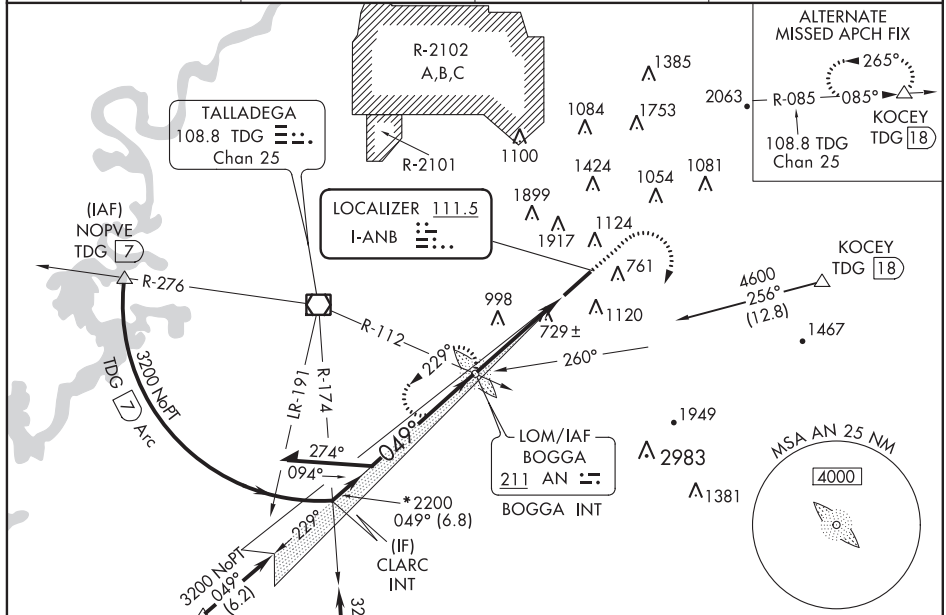 ALTERNATE
MISSED APCH FIX
265°
R-085
085°
KOCEY
TDG 18
108.8 TDG
Chan 25
R-2102
A,B,C
R-2101
1385
2063
1084
1753
1100
1424
1054
1081
1899
1917
1124
761
TALLADEGA
108.8 TDG
Chan 25
LOCALIZER 111.5
I-ANB
(IAF)
NOPVE
TDG 7
R-276
KOCEY
TDG 18
4600
256°
(12.8)
1467
998
729 ±
1120
R-112
260°
229°
3200 NoPT
TDG 7 Arc
LR-191
R-174
049°
274°
094°
LOM/IAF
BOGGA
211 AN
BOGGA INT
1949
2983
1381
MSA AN 25 NM
4000
*2200
049° (6.8)
(IF)
CLARC
INT
229°
3200 NoPT
049°
(6.2)